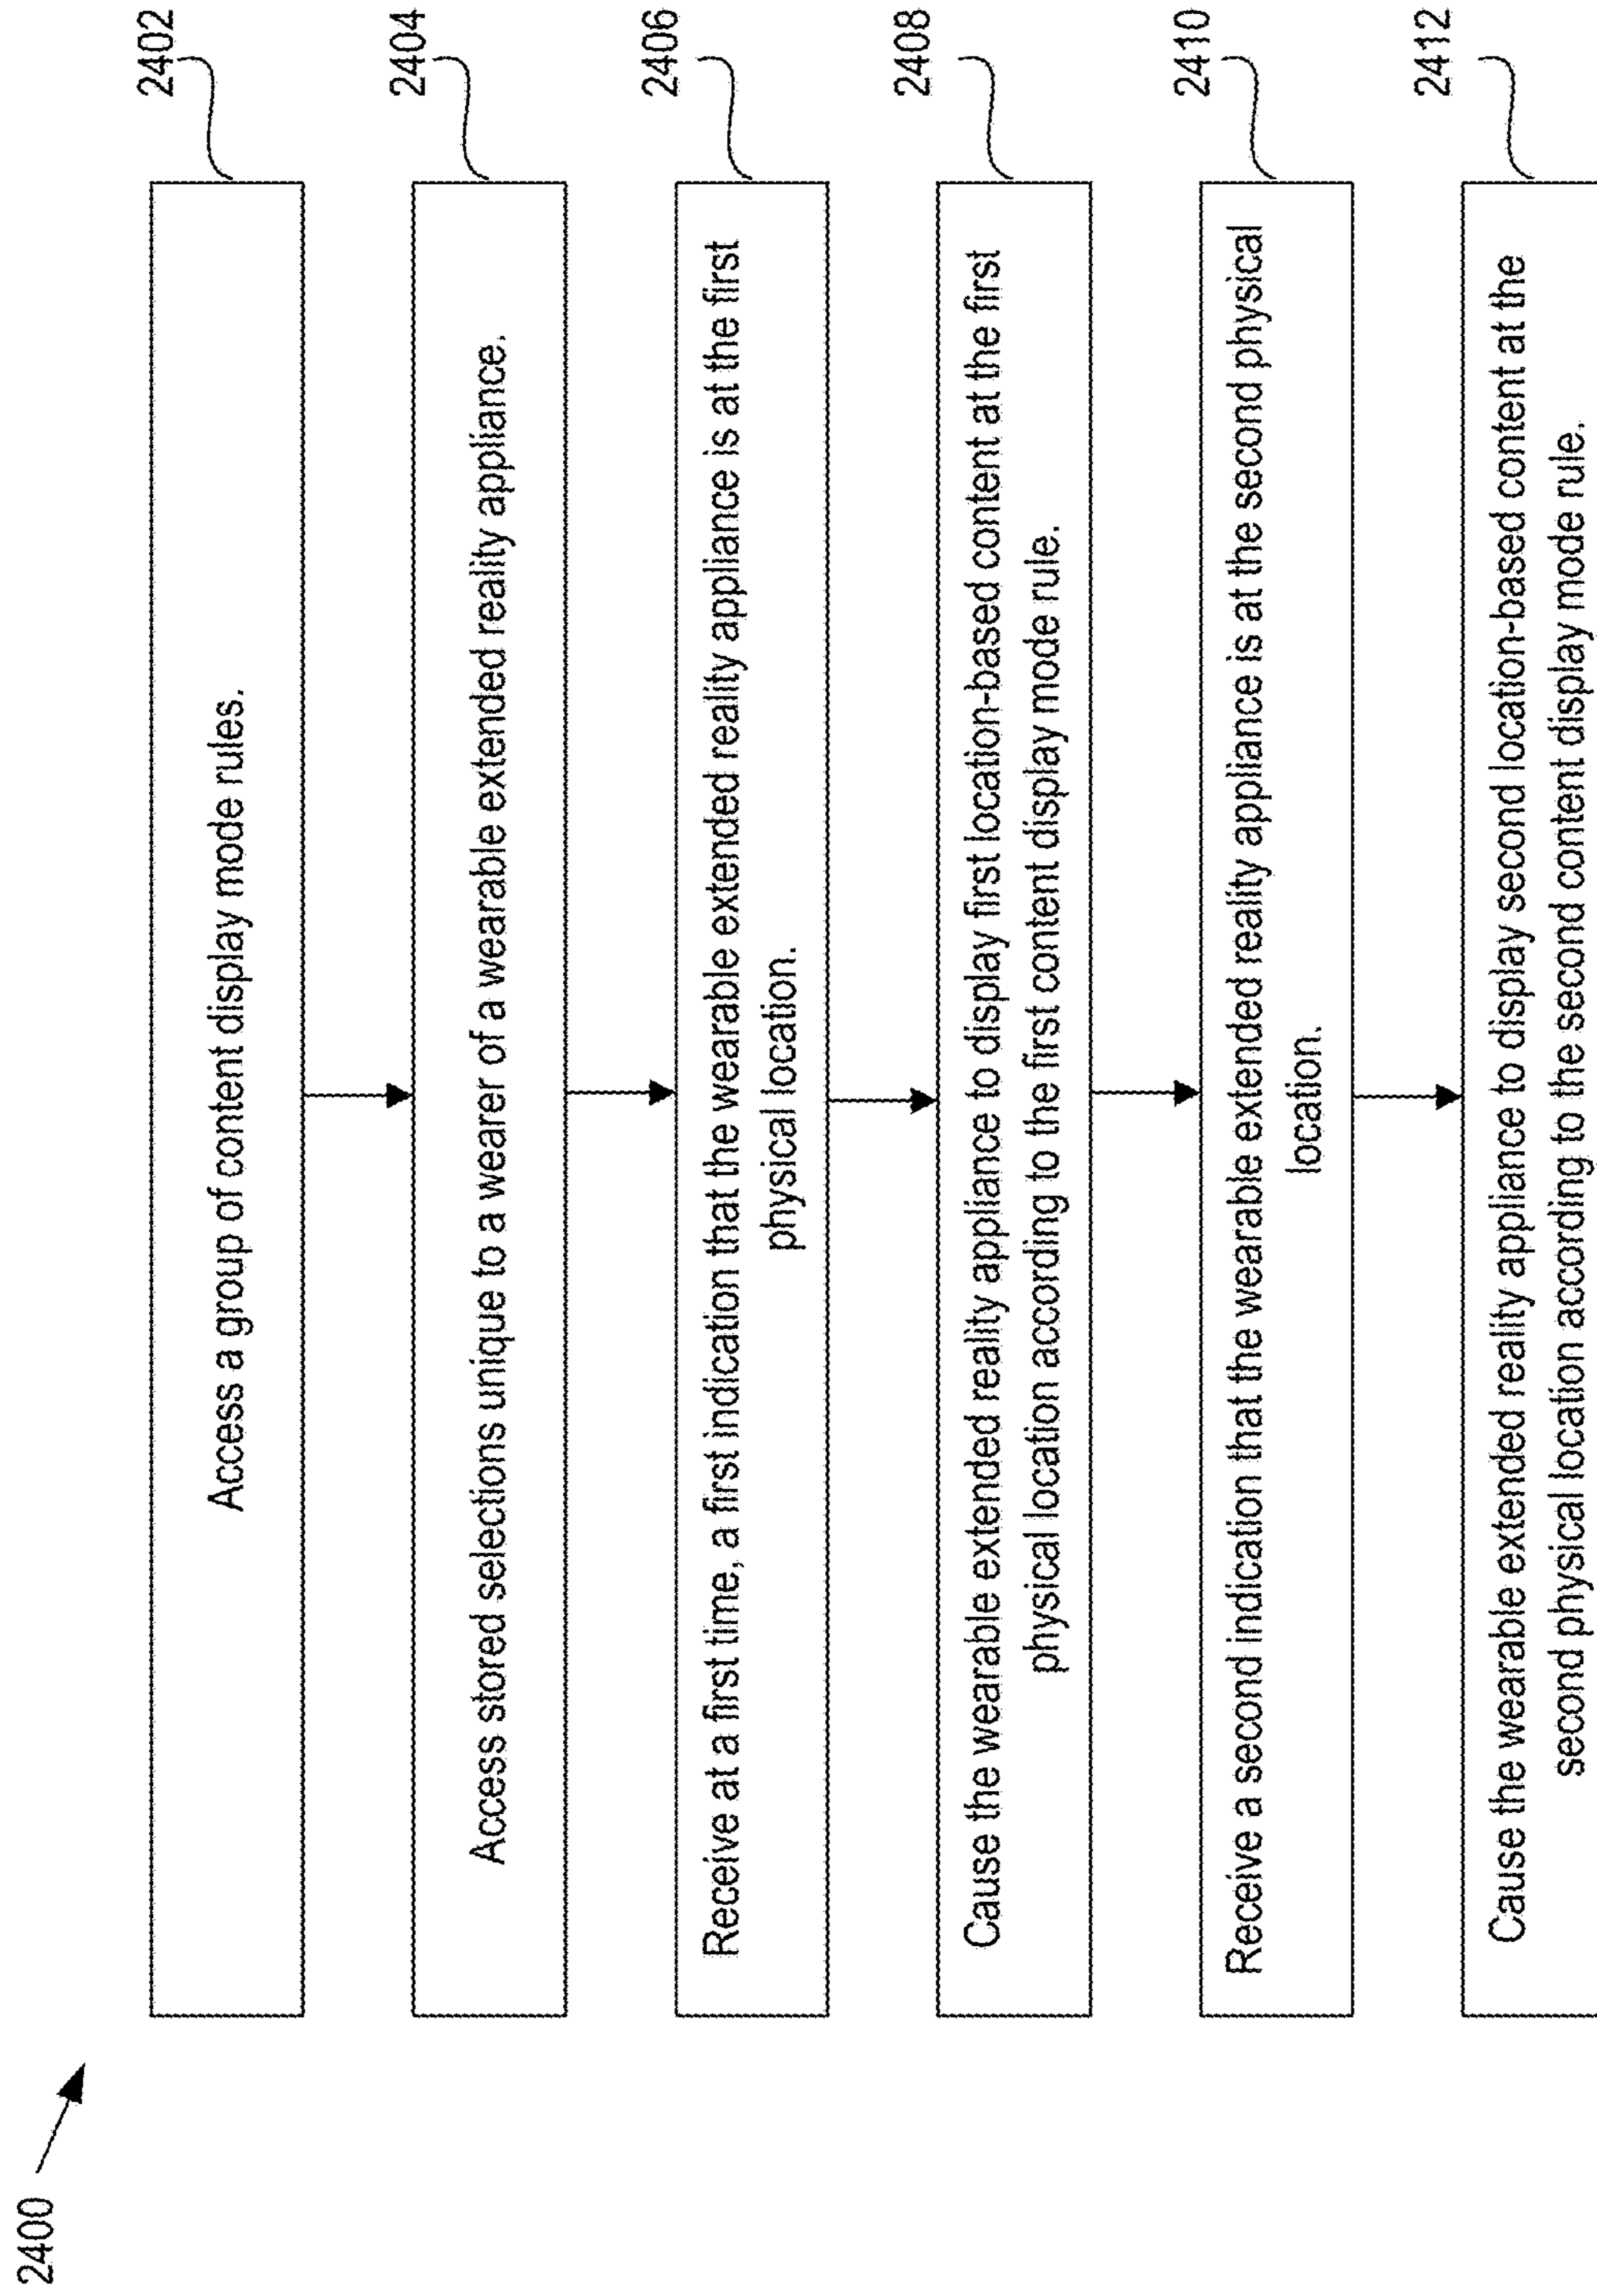 2400
2402
Access a group of content display mode rules.
2404
Access stored selections unique to a wearer of a wearable extended reality appliance.
2406
Receive at a first time, a first indication that the wearable extended reality appliance is at the first
physical location.
2408
Cause the wearable extended reality appliance to display first location-based content at the first
physical location according to the first content display mode rule.
2410
Receive a second indication that the wearable extended reality appliance is at the second physical
location.
2412
Cause the wearable extended reality appliance to display second location-based content at the
second physical location according to the second content display mode rule.